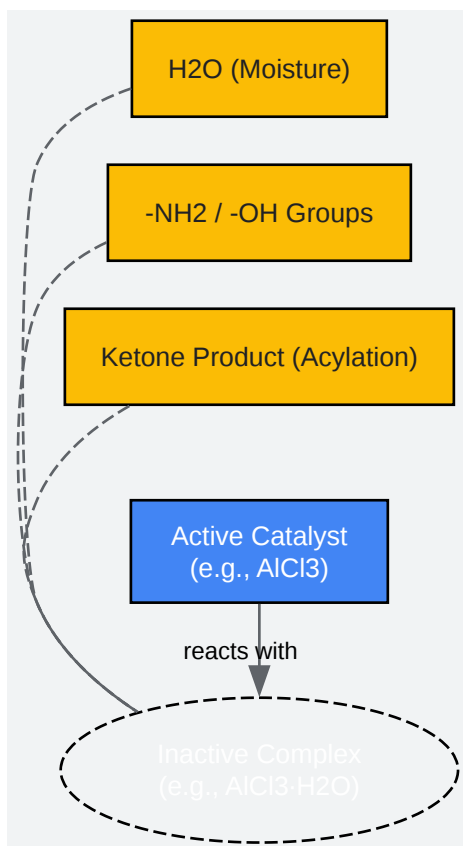 H2O (Moisture)
-NH2 / -OH Groups
Ketone Product (Acylation)
Active Catalyst
(e.g., AlCl3)
reacts with
Inactive Complex
(e.g., AlCl3·H2O)